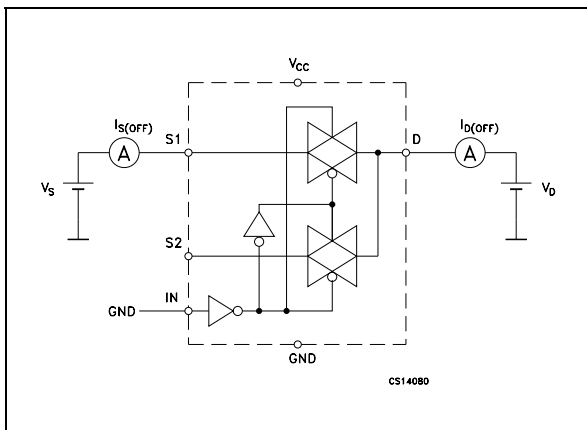 VCC
IS(OFF)
ID(OFF)
A
S1
D
A
VS
VD
S2
IN
GND
GND
CS14080